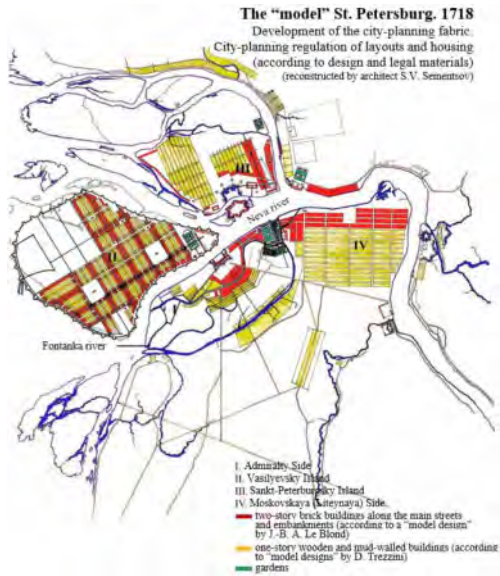 The “model” St. Petersburg. 1718
Development of the city-planning fabric.
City-planning regulation of layouts and housing
(according to design and legal materials)
(reconstructed by architect S.V. Sementsov)
III
Neva river
II
IV
Fontanka river
I. Admiralty Side
II. Vasilyevsky Island
III. Sankt-Peterburgsky Island
IV. Moskovskaya (Liteynaya) Side.
two-story brick buildings along the main streets
and embankments (according to a “model design”
by J.-B. A. Le Blond)
one-story wooden and mud-walled buildings (according
to “model designs” by D. Trezzini)
gardens